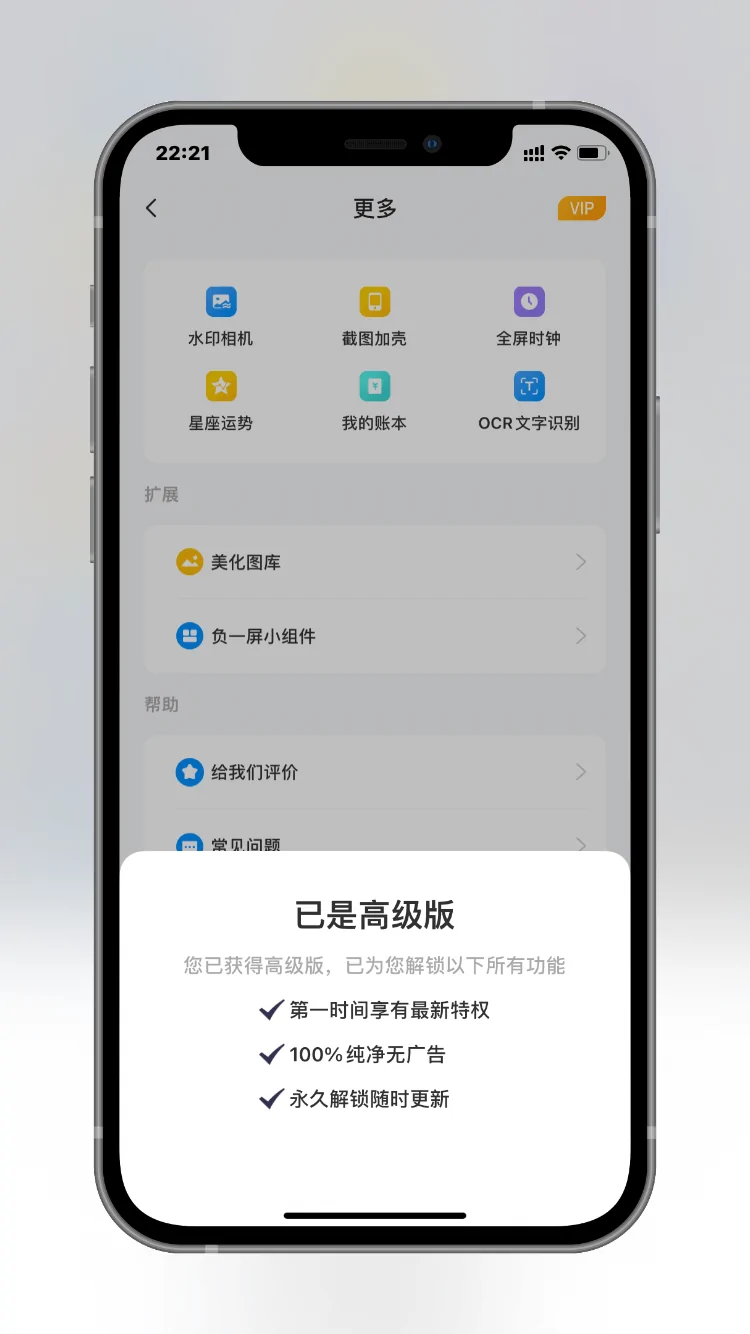 22:21
更多
VIP
水印相机
截图加壳
全屏时钟
星座运势
我的账本
OCR文字识别
扩展
美化图库
负一屏小组件
帮助
给我们评价
常见问题
已是高级版
您已获得高级版，已为您解锁以下所有功能
第一时间享有最新特权
100%纯净无广告
永久解锁随时更新